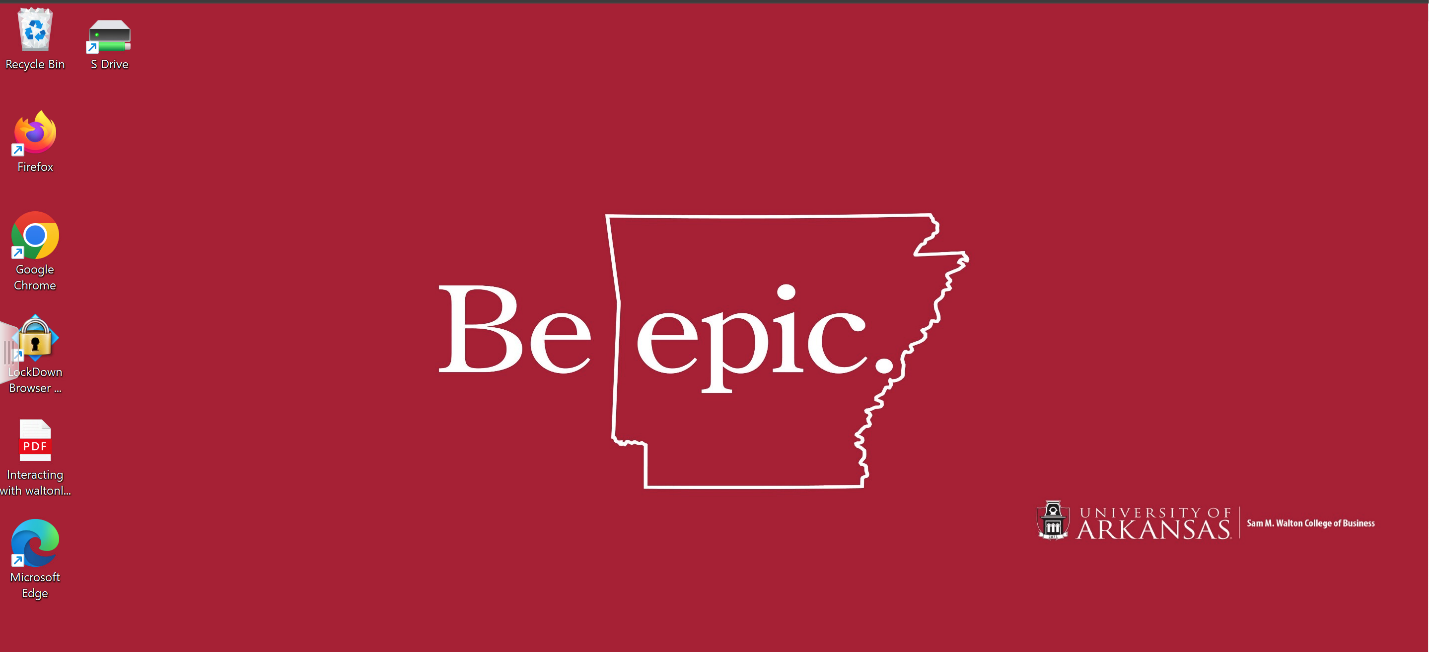 Recycle Bin
S Drive
Firefox
Google
Chrome
LockDown
Browser ...
PDF
Interacting
with waltonl...
Microsoft
Edge
Be epic.
UNIVERSITY OF
ARKANSAS
Sam M. Walton College of Business